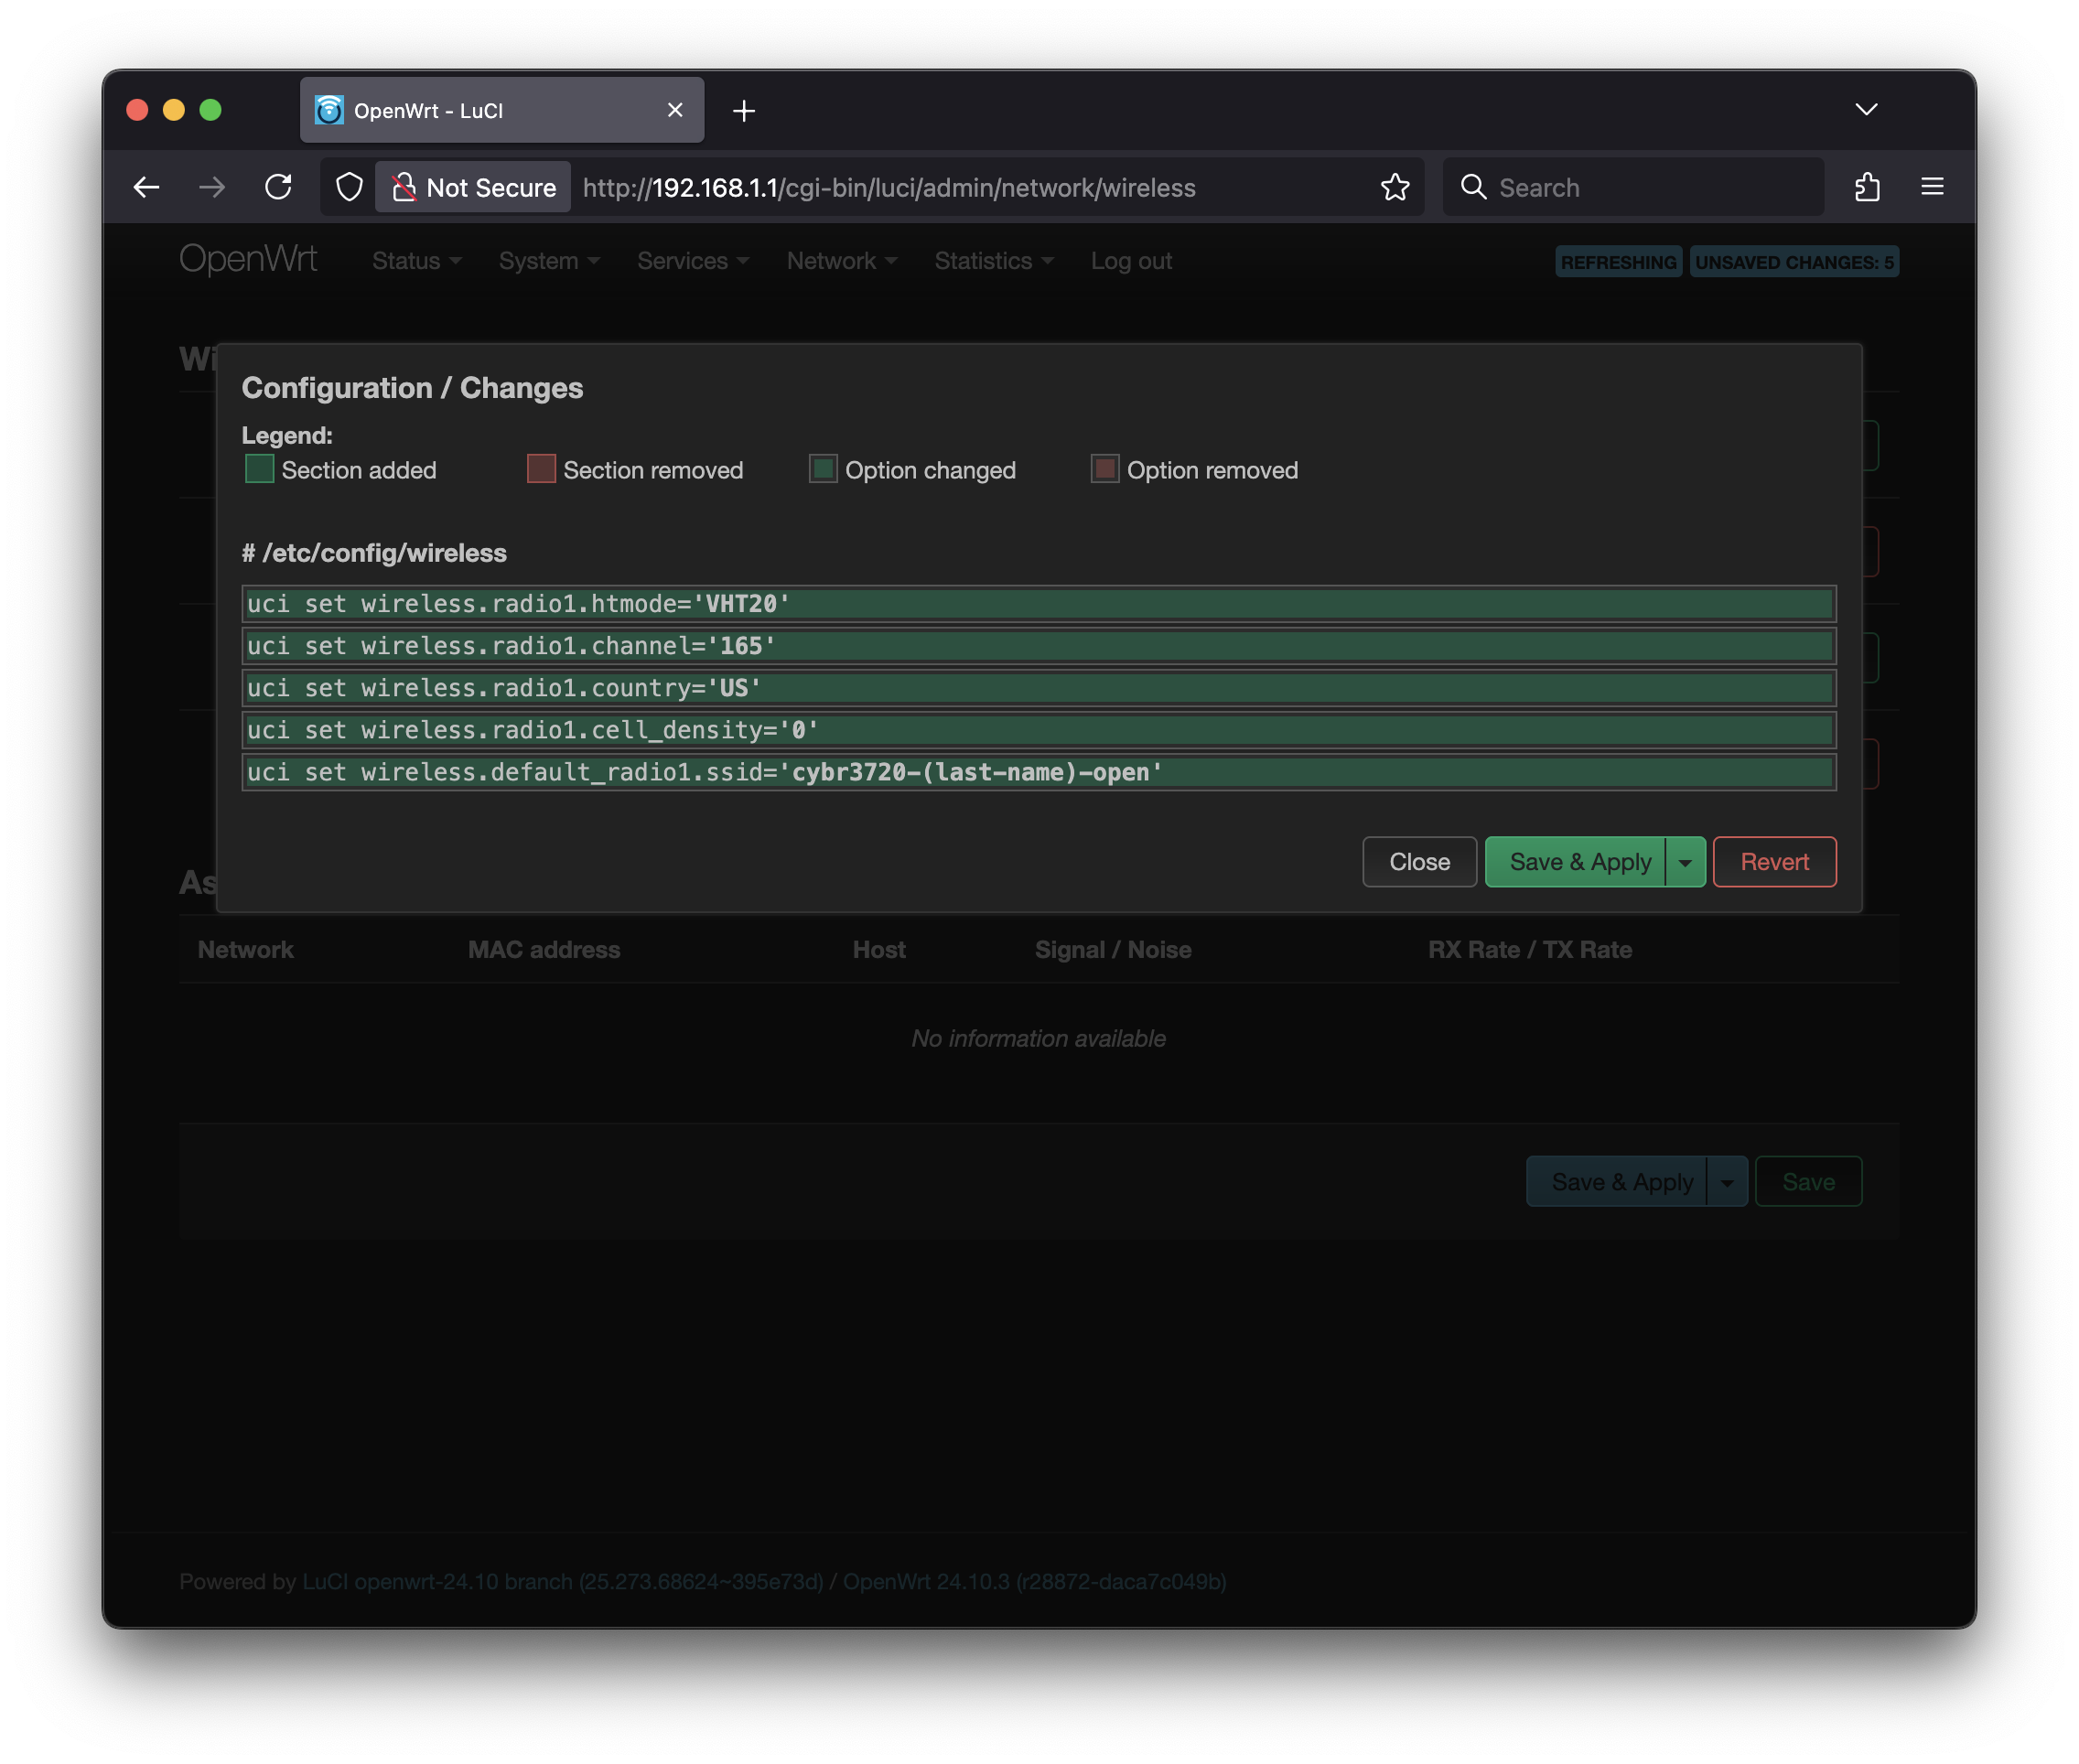 OpenWrt - LuCI
Not Secure http://192.168.1.1/cgi-bin/luci/admin/network/wireless Search
OpenWrt Status System Services Network Statistics Log out REFRESHING UNSAVED CHANGES: 5
Wi
Configuration / Changes
Legend:
Section added Section removed Option changed Option removed
# /etc/config/wireless
uci set wireless.radio1.htmode='VHT20'
uci set wireless.radio1.channel='165'
uci set wireless.radio1.country='US'
uci set wireless.radio1.cell_density='0'
uci set wireless.default_radio1.ssid='cybr3720-(last-name)-open'
Close Save & Apply Revert
As
Network MAC address Host Signal / Noise RX Rate / TX Rate
No information available
Save & Apply Save
Powered by LuCI openwrt-24.10 branch (25.273.68624~395e73d) / OpenWrt 24.10.3 (r28872-daca7c049b)